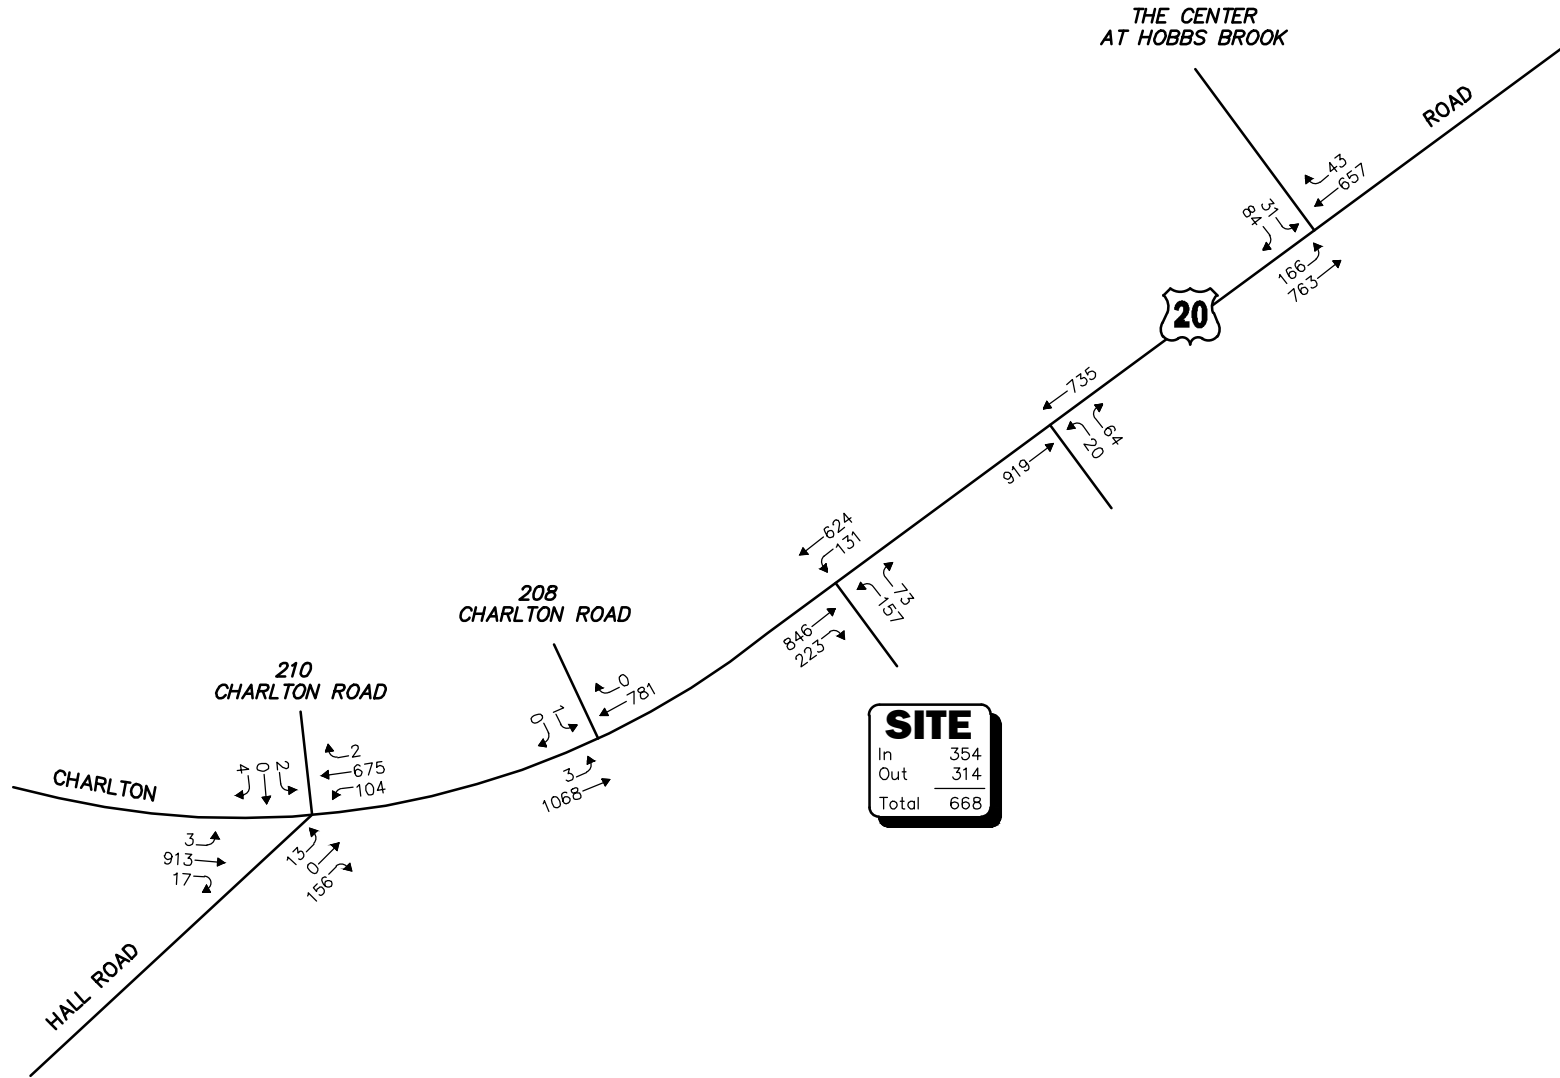 THE CENTER
AT HOBBS BROOK
ROAD
43
657
31
84
166
763
20
735
64
20
919
624
131
73
157
846
223
208
CHARLTON ROAD
0
781
1
0
3
1068
210
CHARLTON ROAD
2
675
104
4 0 2
CHARLTON
3
913
17
13
0
156
HALL ROAD
SITE
In 354
Out 314
Total 668